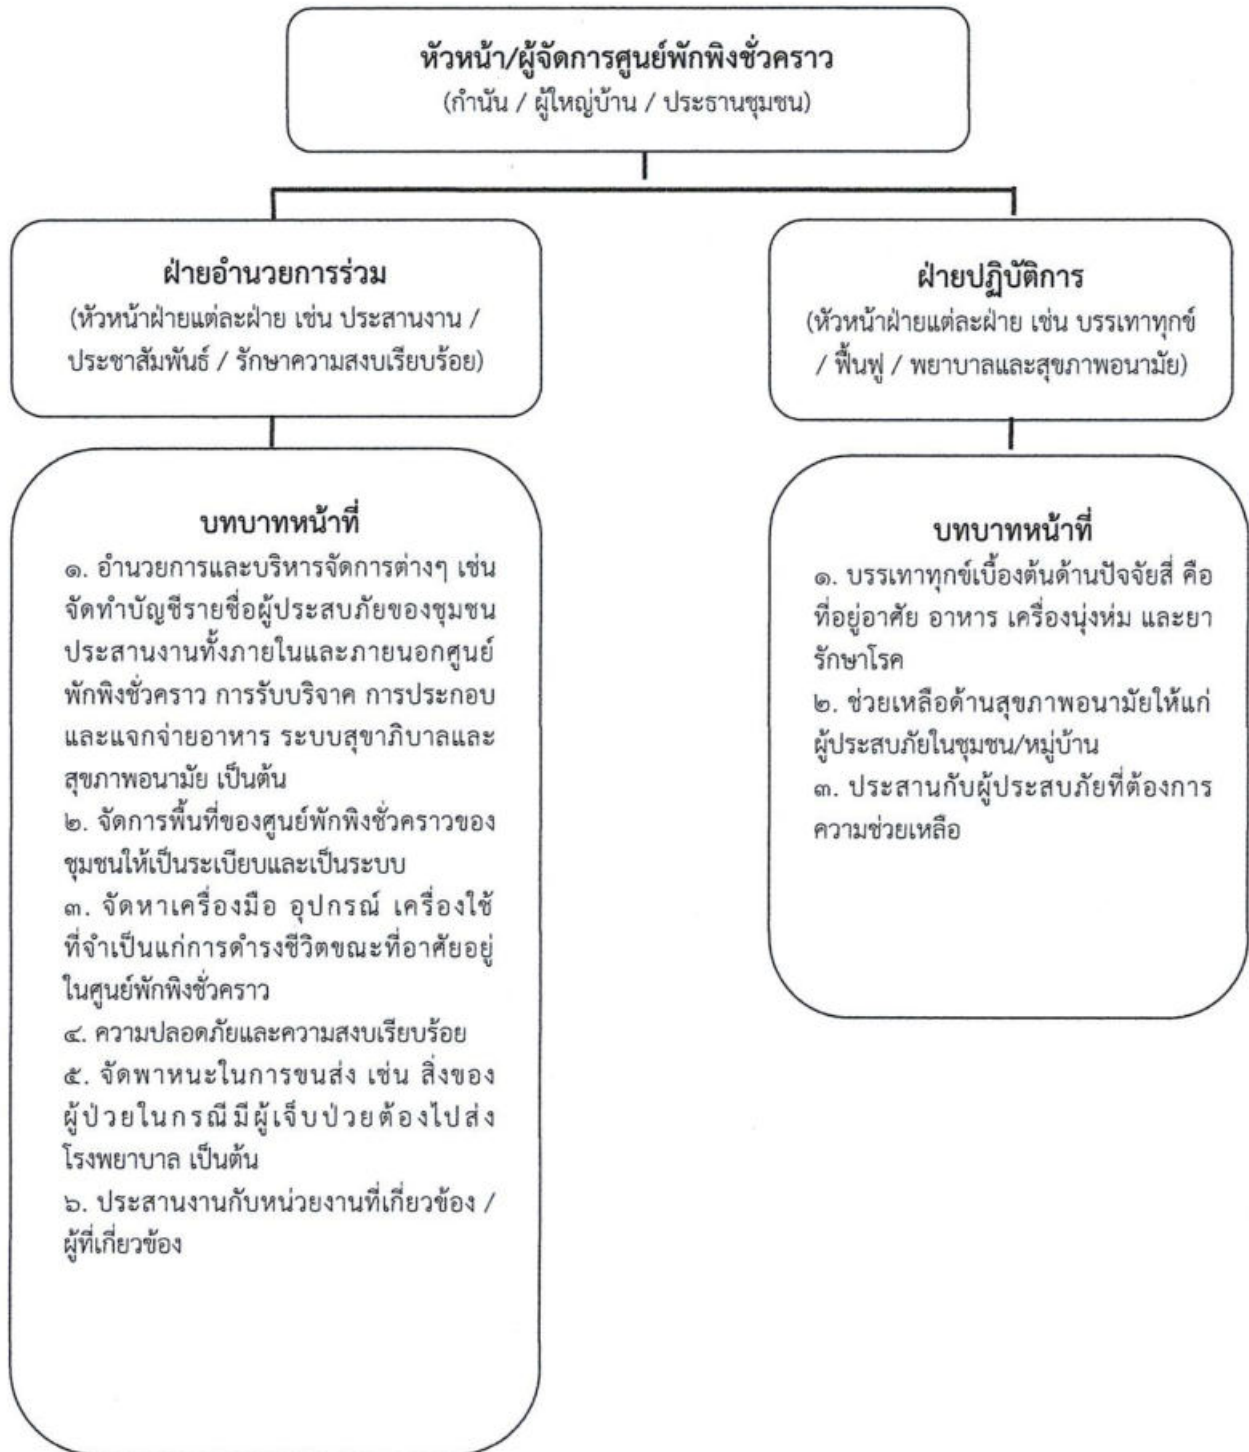 หัวหน้า/ผู้จัดการศูนย์พักพิงชั่วคราว
(กำนัน / ผู้ใหญ่บ้าน / ประธานชุมชน)
ฝ่ายอำนวยการร่วม
(หัวหน้าฝ่ายแต่ละฝ่าย เช่น ประสานงาน /
ประชาสัมพันธ์ / รักษาความสงบเรียบร้อย)
บทบาทหน้าที่
๑. อำนวยการและบริหารจัดการต่างๆ เช่น
จัดทำบัญชีรายชื่อผู้ประสบภัยของชุมชน
ประสานงานทั้งภายในและภายนอกศูนย์
พักพิงชั่วคราว การรับบริจาค การประกอบ
และแจกจ่ายอาหาร ระบบสุขาภิบาลและ
สุขภาพอนามัย เป็นต้น
๒. จัดการพื้นที่ของศูนย์พักพิงชั่วคราวของ
ชุมชนให้เป็นระเบียบและเป็นระบบ
๓. จัดหาเครื่องมือ อุปกรณ์ เครื่องใช้
ที่จำเป็นแก่การดำรงชีวิตขณะที่อาศัยอยู่
ในศูนย์พักพิงชั่วคราว
๔. ความปลอดภัยและความสงบเรียบร้อย
๕. จัดพาหนะในการขนส่ง เช่น สิ่งของ
ผู้ป่วยในกรณีมีผู้เจ็บป่วยต้องไปส่ง
โรงพยาบาล เป็นต้น
๖. ประสานงานกับหน่วยงานที่เกี่ยวข้อง /
ผู้ที่เกี่ยวข้อง
ฝ่ายปฏิบัติการ
(หัวหน้าฝ่ายแต่ละฝ่าย เช่น บรรเทาทุกข์
/ ฟื้นฟู / พยาบาลและสุขภาพอนามัย)
บทบาทหน้าที่
๑. บรรเทาทุกข์เบื้องต้นด้านปัจจัยสี่ คือ
ที่อยู่อาศัย อาหาร เครื่องนุ่งห่ม และยา
รักษาโรค
๒. ช่วยเหลือด้านสุขภาพอนามัยให้แก่
ผู้ประสบภัยในชุมชน/หมู่บ้าน
๓. ประสานกับผู้ประสบภัยที่ต้องการ
ความช่วยเหลือ